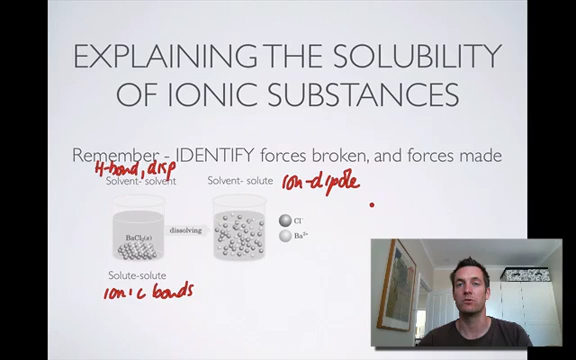 EXPLAINING THE SOLUBILITY
OF IONIC SUBSTANCES
Remember - IDENTIFY forces broken, and forces made
H-bond, disp
Solvent- solvent
Solvent- solute
ion-dipole
BaCl₂(s)
dissolving
Cl⁻
Ba²⁺
Solute-solute
ionic bonds